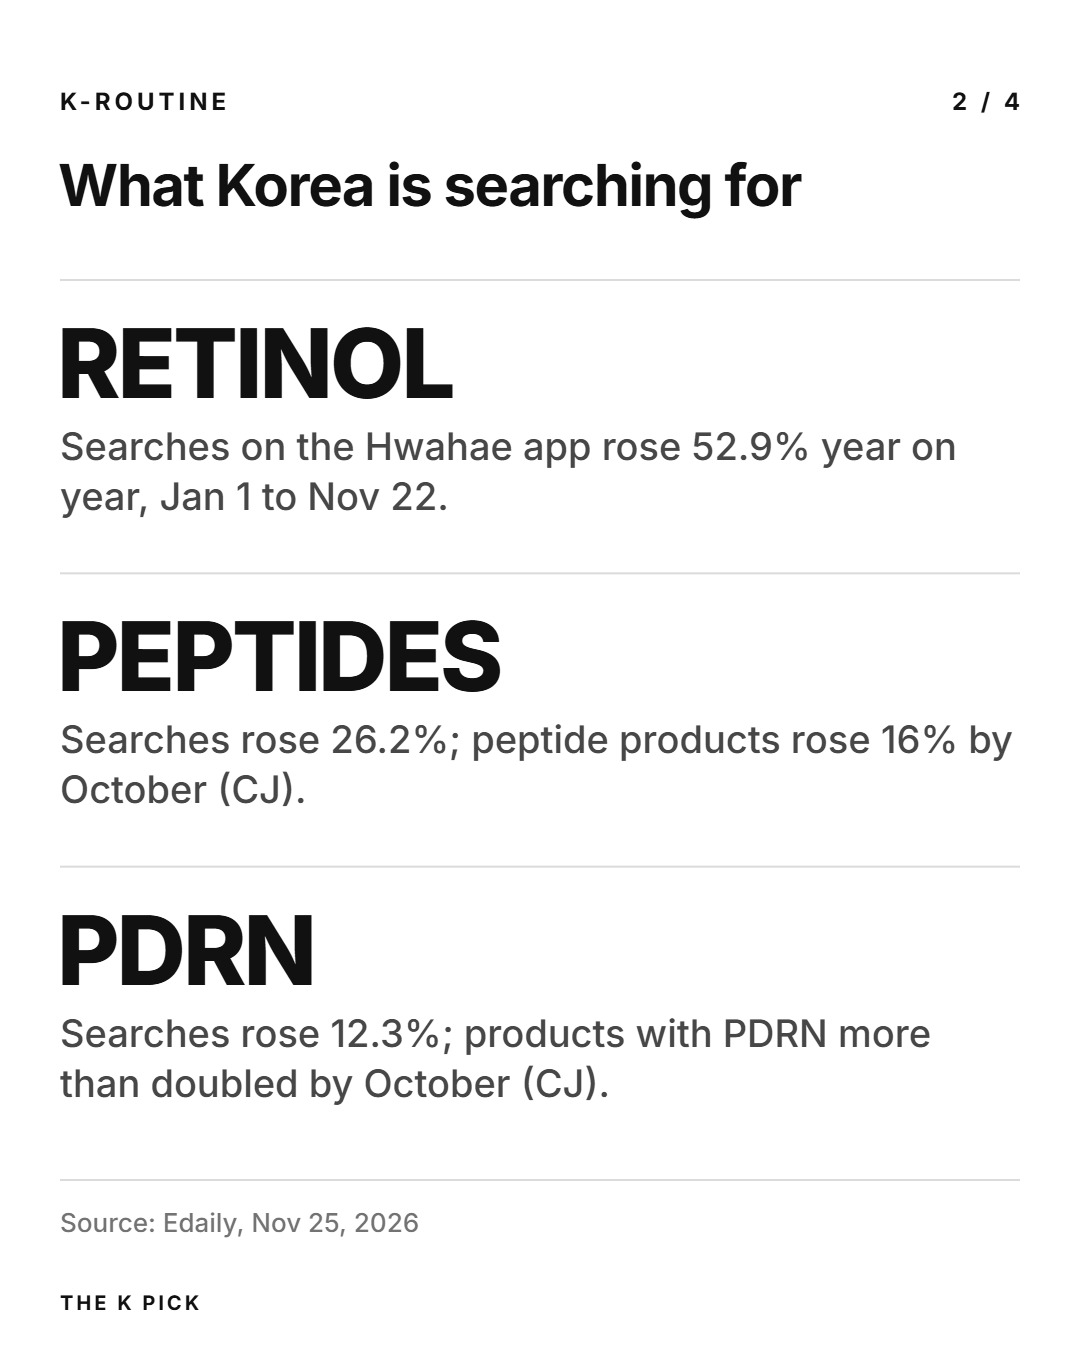 K-ROUTINE
2 / 4
What Korea is searching for
RETINOL
Searches on the Hwahae app rose 52.9% year on
year, Jan 1 to Nov 22.
PEPTIDES
Searches rose 26.2%; peptide products rose 16% by
October (CJ).
PDRN
Searches rose 12.3%; products with PDRN more
than doubled by October (CJ).
Source: Edaily, Nov 25, 2026
THE K PICK